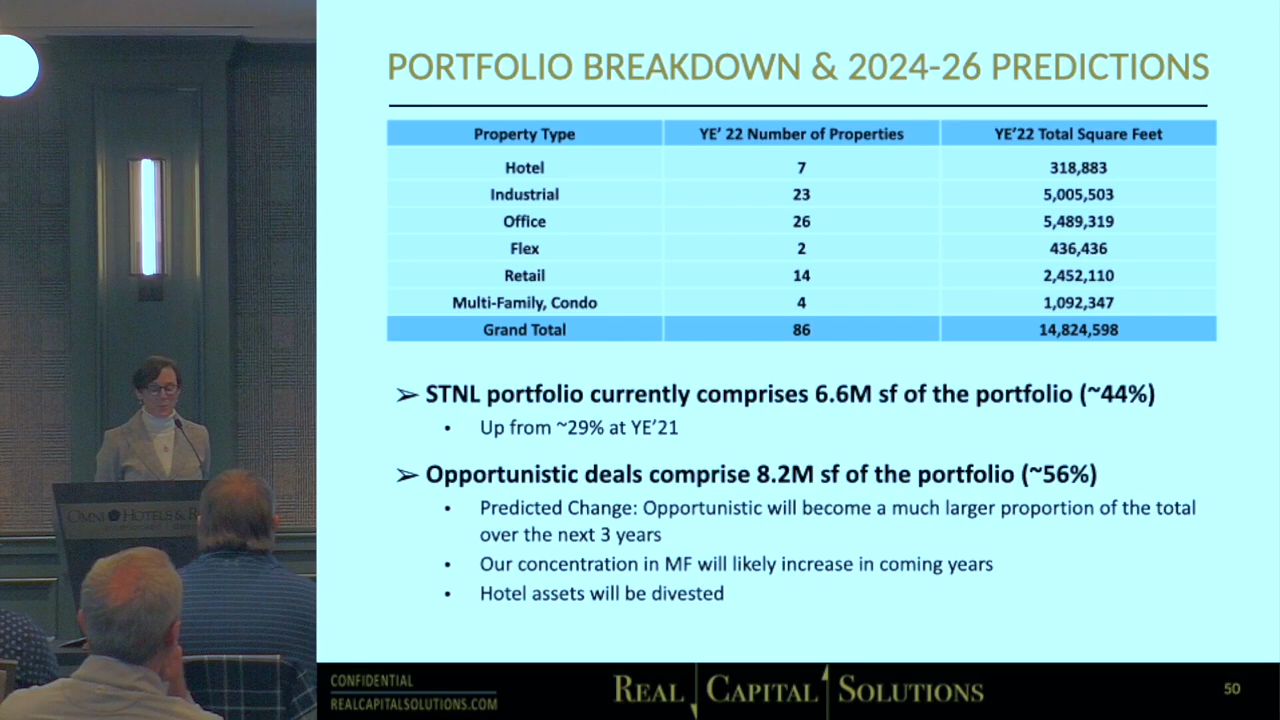 PORTFOLIO BREAKDOWN & 2024-26 PREDICTIONS
Property Type YE' 22 Number of Properties YE'22 Total Square Feet
Hotel 7 318,883
Industrial 23 5,005,503
Office 26 5,489,319
Flex 2 436,436
Retail 14 2,452,110
Multi-Family, Condo 4 1,092,347
Grand Total 86 14,824,598
➢ STNL portfolio currently comprises 6.6M sf of the portfolio (~44%)
• Up from ~29% at YE'21
➢ Opportunistic deals comprise 8.2M sf of the portfolio (~56%)
• Predicted Change: Opportunistic will become a much larger proportion of the total
over the next 3 years
• Our concentration in MF will likely increase in coming years
• Hotel assets will be divested
OMNI HOTELS & R
CONFIDENTIAL
REALCAPITALSOLUTIONS.COM
REAL CAPITAL SOLUTIONS
50